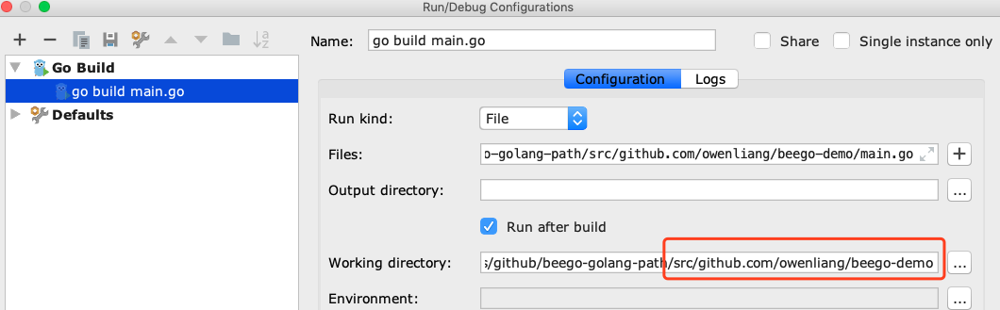 Run/Debug Configurations
Name: go build main.go Share Single instance only
Go Build
go build main.go
Defaults
Configuration Logs
Run kind: File
Files: o-golang-path/src/github.com/owenliang/beego-demo/main.go
Output directory: ...
Run after build
Working directory: s/github/beego-golang-path/src/github.com/owenliang/beego-demo ...
Environment: ...